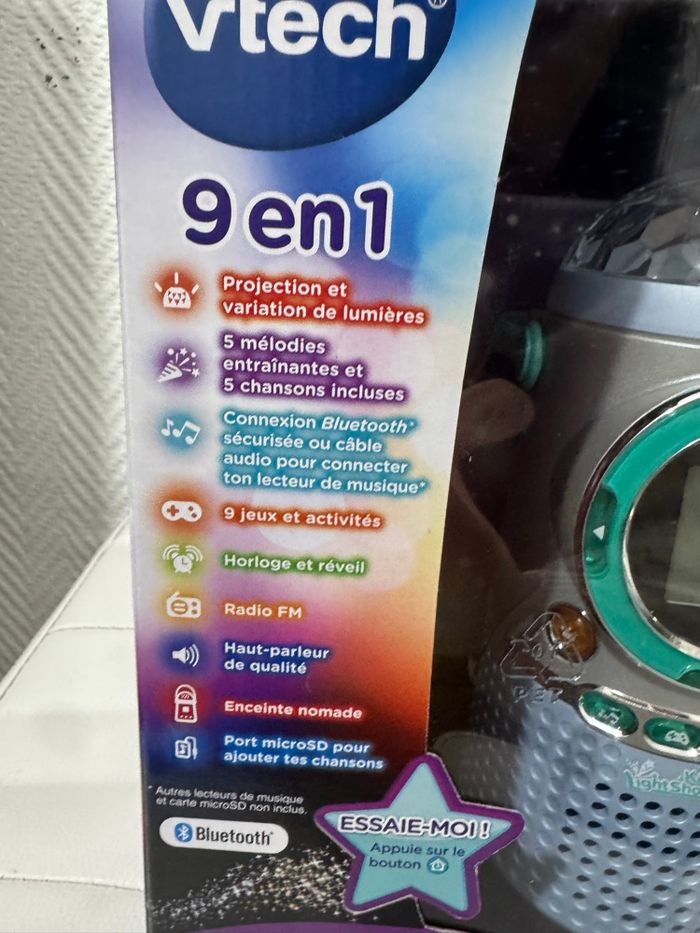 vtech®
9 en 1
Projection et
variation de lumières
5 mélodies
entraînantes et
5 chansons incluses
Connexion Bluetooth*
sécurisée ou câble
audio pour connecter
ton lecteur de musique*
9 jeux et activités
Horloge et réveil
Radio FM
Haut-parleur
de qualité
Enceinte nomade
Port microSD pour
ajouter tes chansons
* Autres lecteurs de musique
et carte microSD non inclus.
Bluetooth®
ESSAIE-MOI !
Appuie sur le
bouton
PET